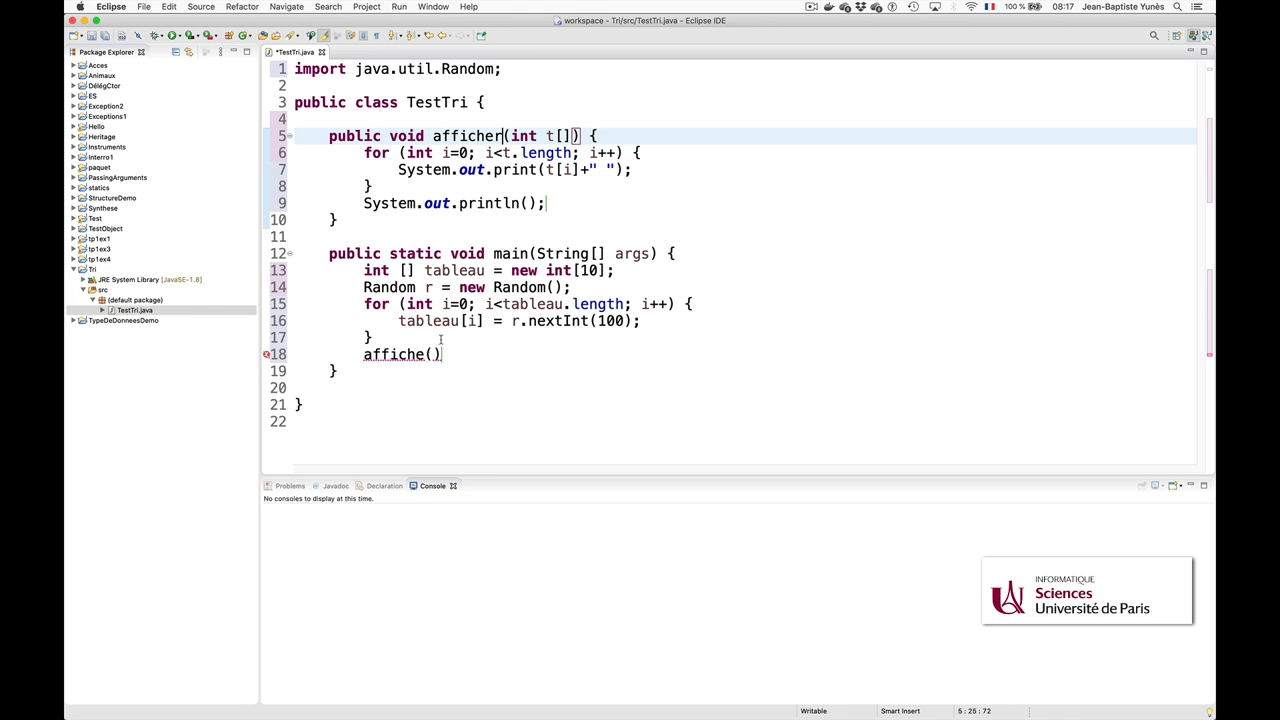 Eclipse File Edit Source Refactor Navigate Search Project Run Window Help 100 % 08:17 Jean-Baptiste Yunès
workspace - Tri/src/TestTri.java - Eclipse IDE
Package Explorer
Acces
Animaux
DélégCtor
ES
Exception2
Exceptions1
Hello
Heritage
Instruments
Interro1
paquet
PassingArguments
statics
StructureDemo
Synthese
Test
TestObject
tp1ex1
tp1ex3
tp1ex4
Tri
JRE System Library [JavaSE-1.8]
src
(default package)
TestTri.java
TypeDeDonneesDemo
*TestTri.java
1 import java.util.Random;
2
3 public class TestTri {
4
5 public void afficher(int t[]) {
6 for (int i=0; i<t.length; i++) {
7 System.out.print(t[i]+" ");
8 }
9 System.out.println();
10 }
11
12 public static void main(String[] args) {
13 int [] tableau = new int[10];
14 Random r = new Random();
15 for (int i=0; i<tableau.length; i++) {
16 tableau[i] = r.nextInt(100);
17 }
18 affiche()
19 }
20
21 }
22
Problems Javadoc Declaration Console
No consoles to display at this time.
INFORMATIQUE
Sciences
Université de Paris
Writable Smart Insert 5 : 25 : 72